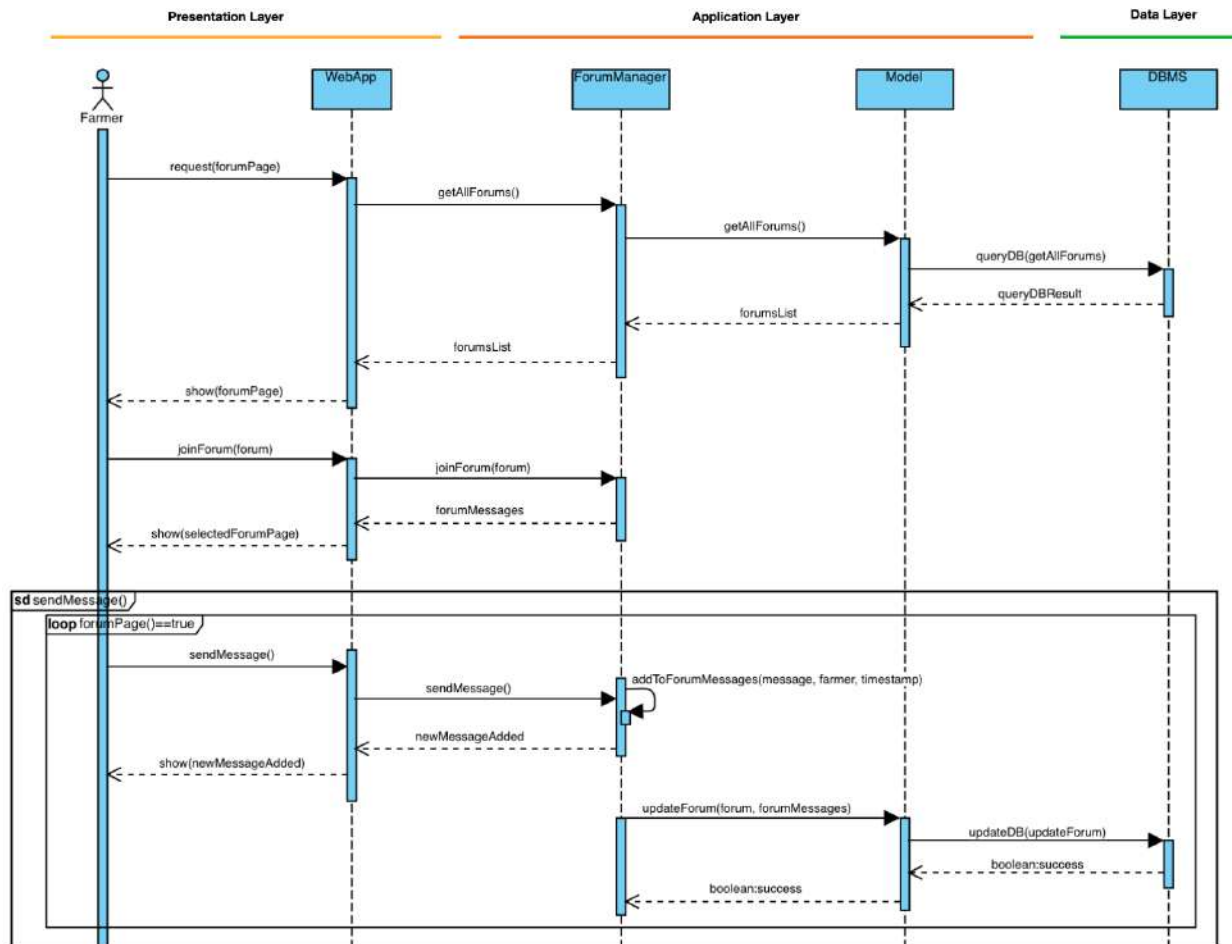 Presentation Layer
Application Layer
Data Layer
Farmer
WebApp
ForumManager
Model
DBMS
request(forumPage)
getAllForums()
getAllForums()
queryDB(getAllForums)
queryDBResult
forumsList
forumsList
show(forumPage)
joinForum(forum)
joinForum(forum)
forumMessages
show(selectedForumPage)
sd sendMessage()
loop forumPage()==true
sendMessage()
sendMessage()
addToForumMessages(message, farmer, timestamp)
newMessageAdded
show(newMessageAdded)
updateForum(forum, forumMessages)
updateDB(updateForum)
boolean:success
boolean:success